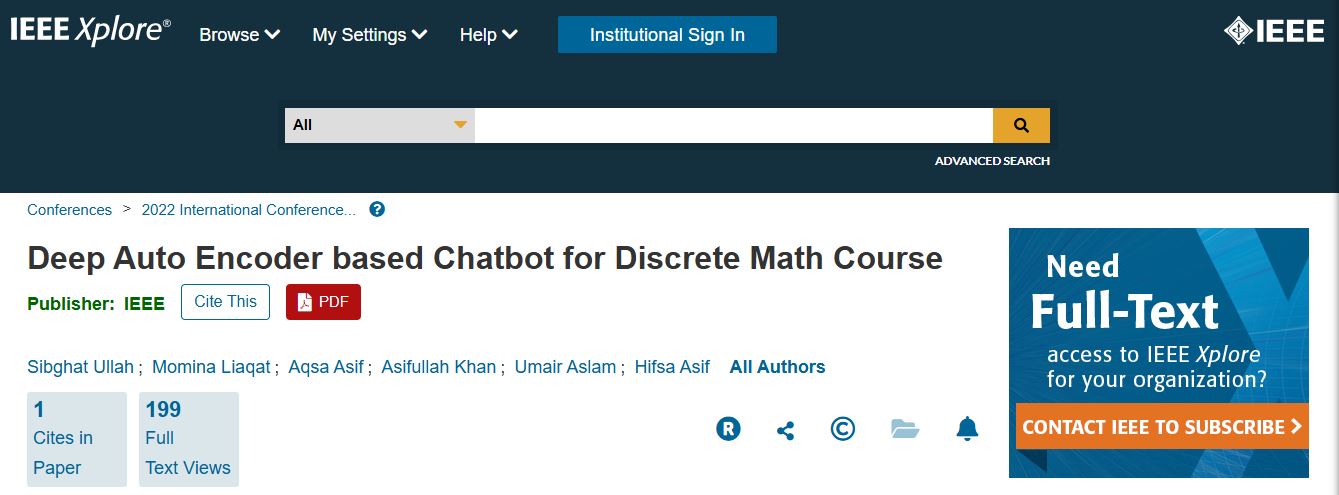 IEEE Xplore®
Browse
My Settings
Help
Institutional Sign In
IEEE
All
ADVANCED SEARCH
Conferences > 2022 International Conference... ?
Deep Auto Encoder based Chatbot for Discrete Math Course
Publisher: IEEE
Cite This
PDF
Sibghat Ullah ; Momina Liaqat ; Aqsa Asif ; Asifullah Khan ; Umair Aslam ; Hifsa Asif All Authors
1
Cites in
Paper
199
Full
Text Views
R
©
Need
Full-Text
access to IEEE Xplore
for your organization?
CONTACT IEEE TO SUBSCRIBE >